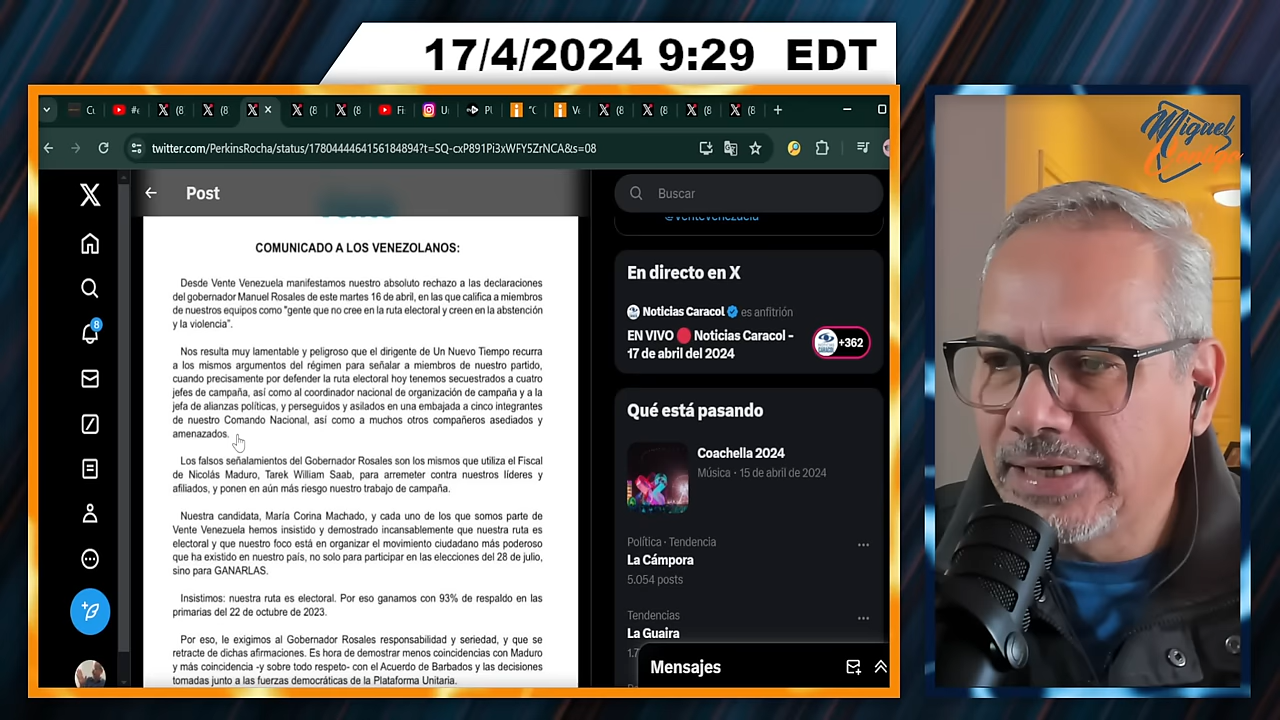 17/4/2024 9:29 EDT
twitter.com/PerkinsRocha/status/1780444464156184894?t=SQ-cxP891Pi3xWFY5ZrNCA&s=08
Post
COMUNICADO A LOS VENEZOLANOS:
Desde Vente Venezuela manifestamos nuestro absoluto rechazo a las declaraciones
del gobernador Manuel Rosales de este martes 16 de abril, en las que califica a miembros
de nuestros equipos como "gente que no cree en la ruta electoral y creen en la abstención
y la violencia".
Nos resulta muy lamentable y peligroso que el dirigente de Un Nuevo Tiempo recurra
a los mismos argumentos del régimen para señalar a miembros de nuestro partido,
cuando precisamente por defender la ruta electoral hoy tenemos secuestrados a cuatro
jefes de campaña, así como al coordinador nacional de organización de campaña y a la
jefa de alianzas políticas, y perseguidos y asilados en una embajada a cinco integrantes
de nuestro Comando Nacional, así como a muchos otros compañeros asediados y
amenazados.
Los falsos señalamientos del Gobernador Rosales son los mismos que utiliza el Fiscal
de Nicolás Maduro, Tarek William Saab, para arremeter contra nuestros líderes y
afiliados, y ponen en aún más riesgo nuestro trabajo de campaña.
Nuestra candidata, María Corina Machado, y cada uno de los que somos parte de
Vente Venezuela hemos insistido y demostrado incansablemente que nuestra ruta es
electoral y que nuestro foco está en organizar el movimiento ciudadano más poderoso
que ha existido en nuestro país, no solo para participar en las elecciones del 28 de julio,
sino para GANARLAS.
Insistimos: nuestra ruta es electoral. Por eso ganamos con 93% de respaldo en las
primarias del 22 de octubre de 2023.
Por eso, le exigimos al Gobernador Rosales responsabilidad y seriedad, y que se
retracte de dichas afirmaciones. Es hora de demostrar menos coincidencias con Maduro
y más coincidencia -y sobre todo respeto- con el Acuerdo de Barbados y las decisiones
tomadas junto a las fuerzas democráticas de la Plataforma Unitaria.
Buscar
@VenteVenezuela
En directo en X
Noticias Caracol es anfitrión
EN VIVO 🔴 Noticias Caracol -
17 de abril del 2024
+362
Qué está pasando
Coachella 2024
Música · 15 de abril de 2024
Política · Tendencia
La Cámpora
5.054 posts
Tendencias
La Guaira
Mensajes
8
Miguel